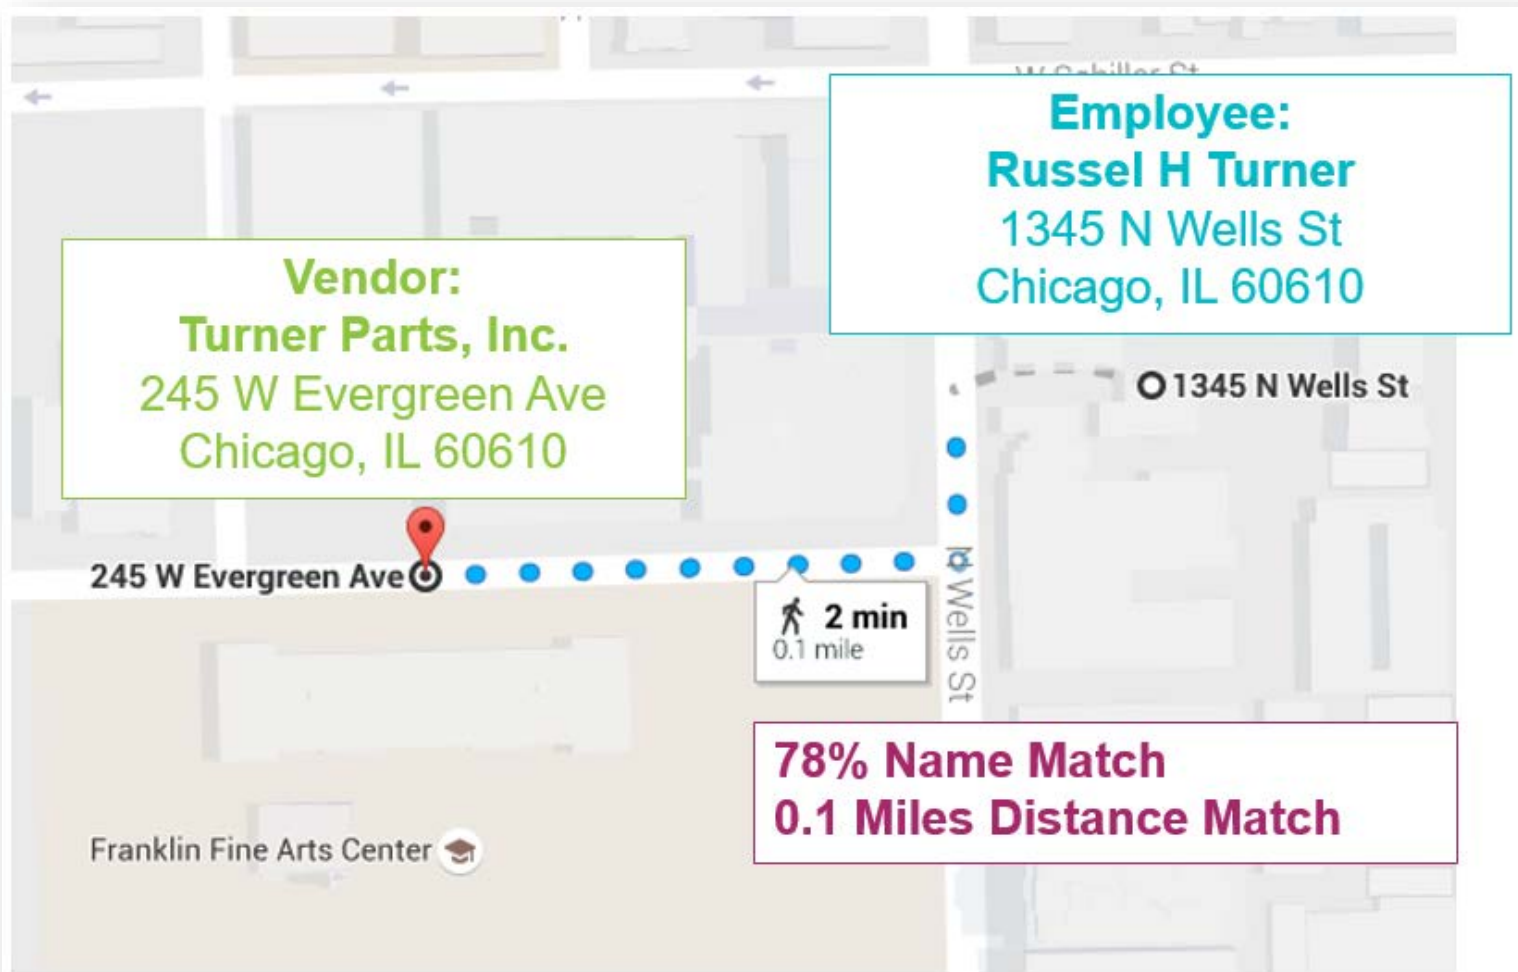 Employee:
Russel H Turner
1345 N Wells St
Chicago, IL 60610
Vendor:
Turner Parts, Inc.
245 W Evergreen Ave
Chicago, IL 60610
1345 N Wells St
245 W Evergreen Ave
2 min
0.1 mile
N Wells St
78% Name Match
0.1 Miles Distance Match
Franklin Fine Arts Center